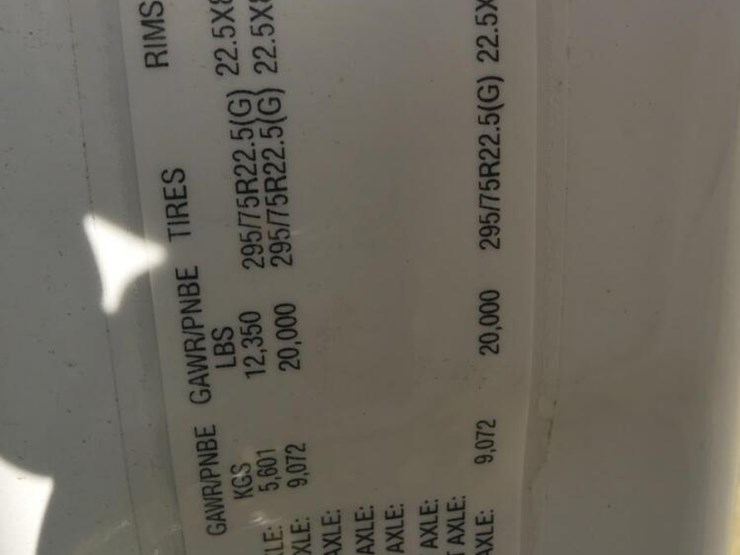 GAWR/PNBE GAWR/PNBE TIRES RIMS
KGS LBS
LE: 5,601 12,350 295/75R22.5(G) 22.5X8
XLE: 9,072 20,000 295/75R22.5(G) 22.5X8
AXLE:
AXLE:
AXLE:
AXLE:
AXLE:
AXLE: 9,072 20,000 295/75R22.5(G) 22.5X